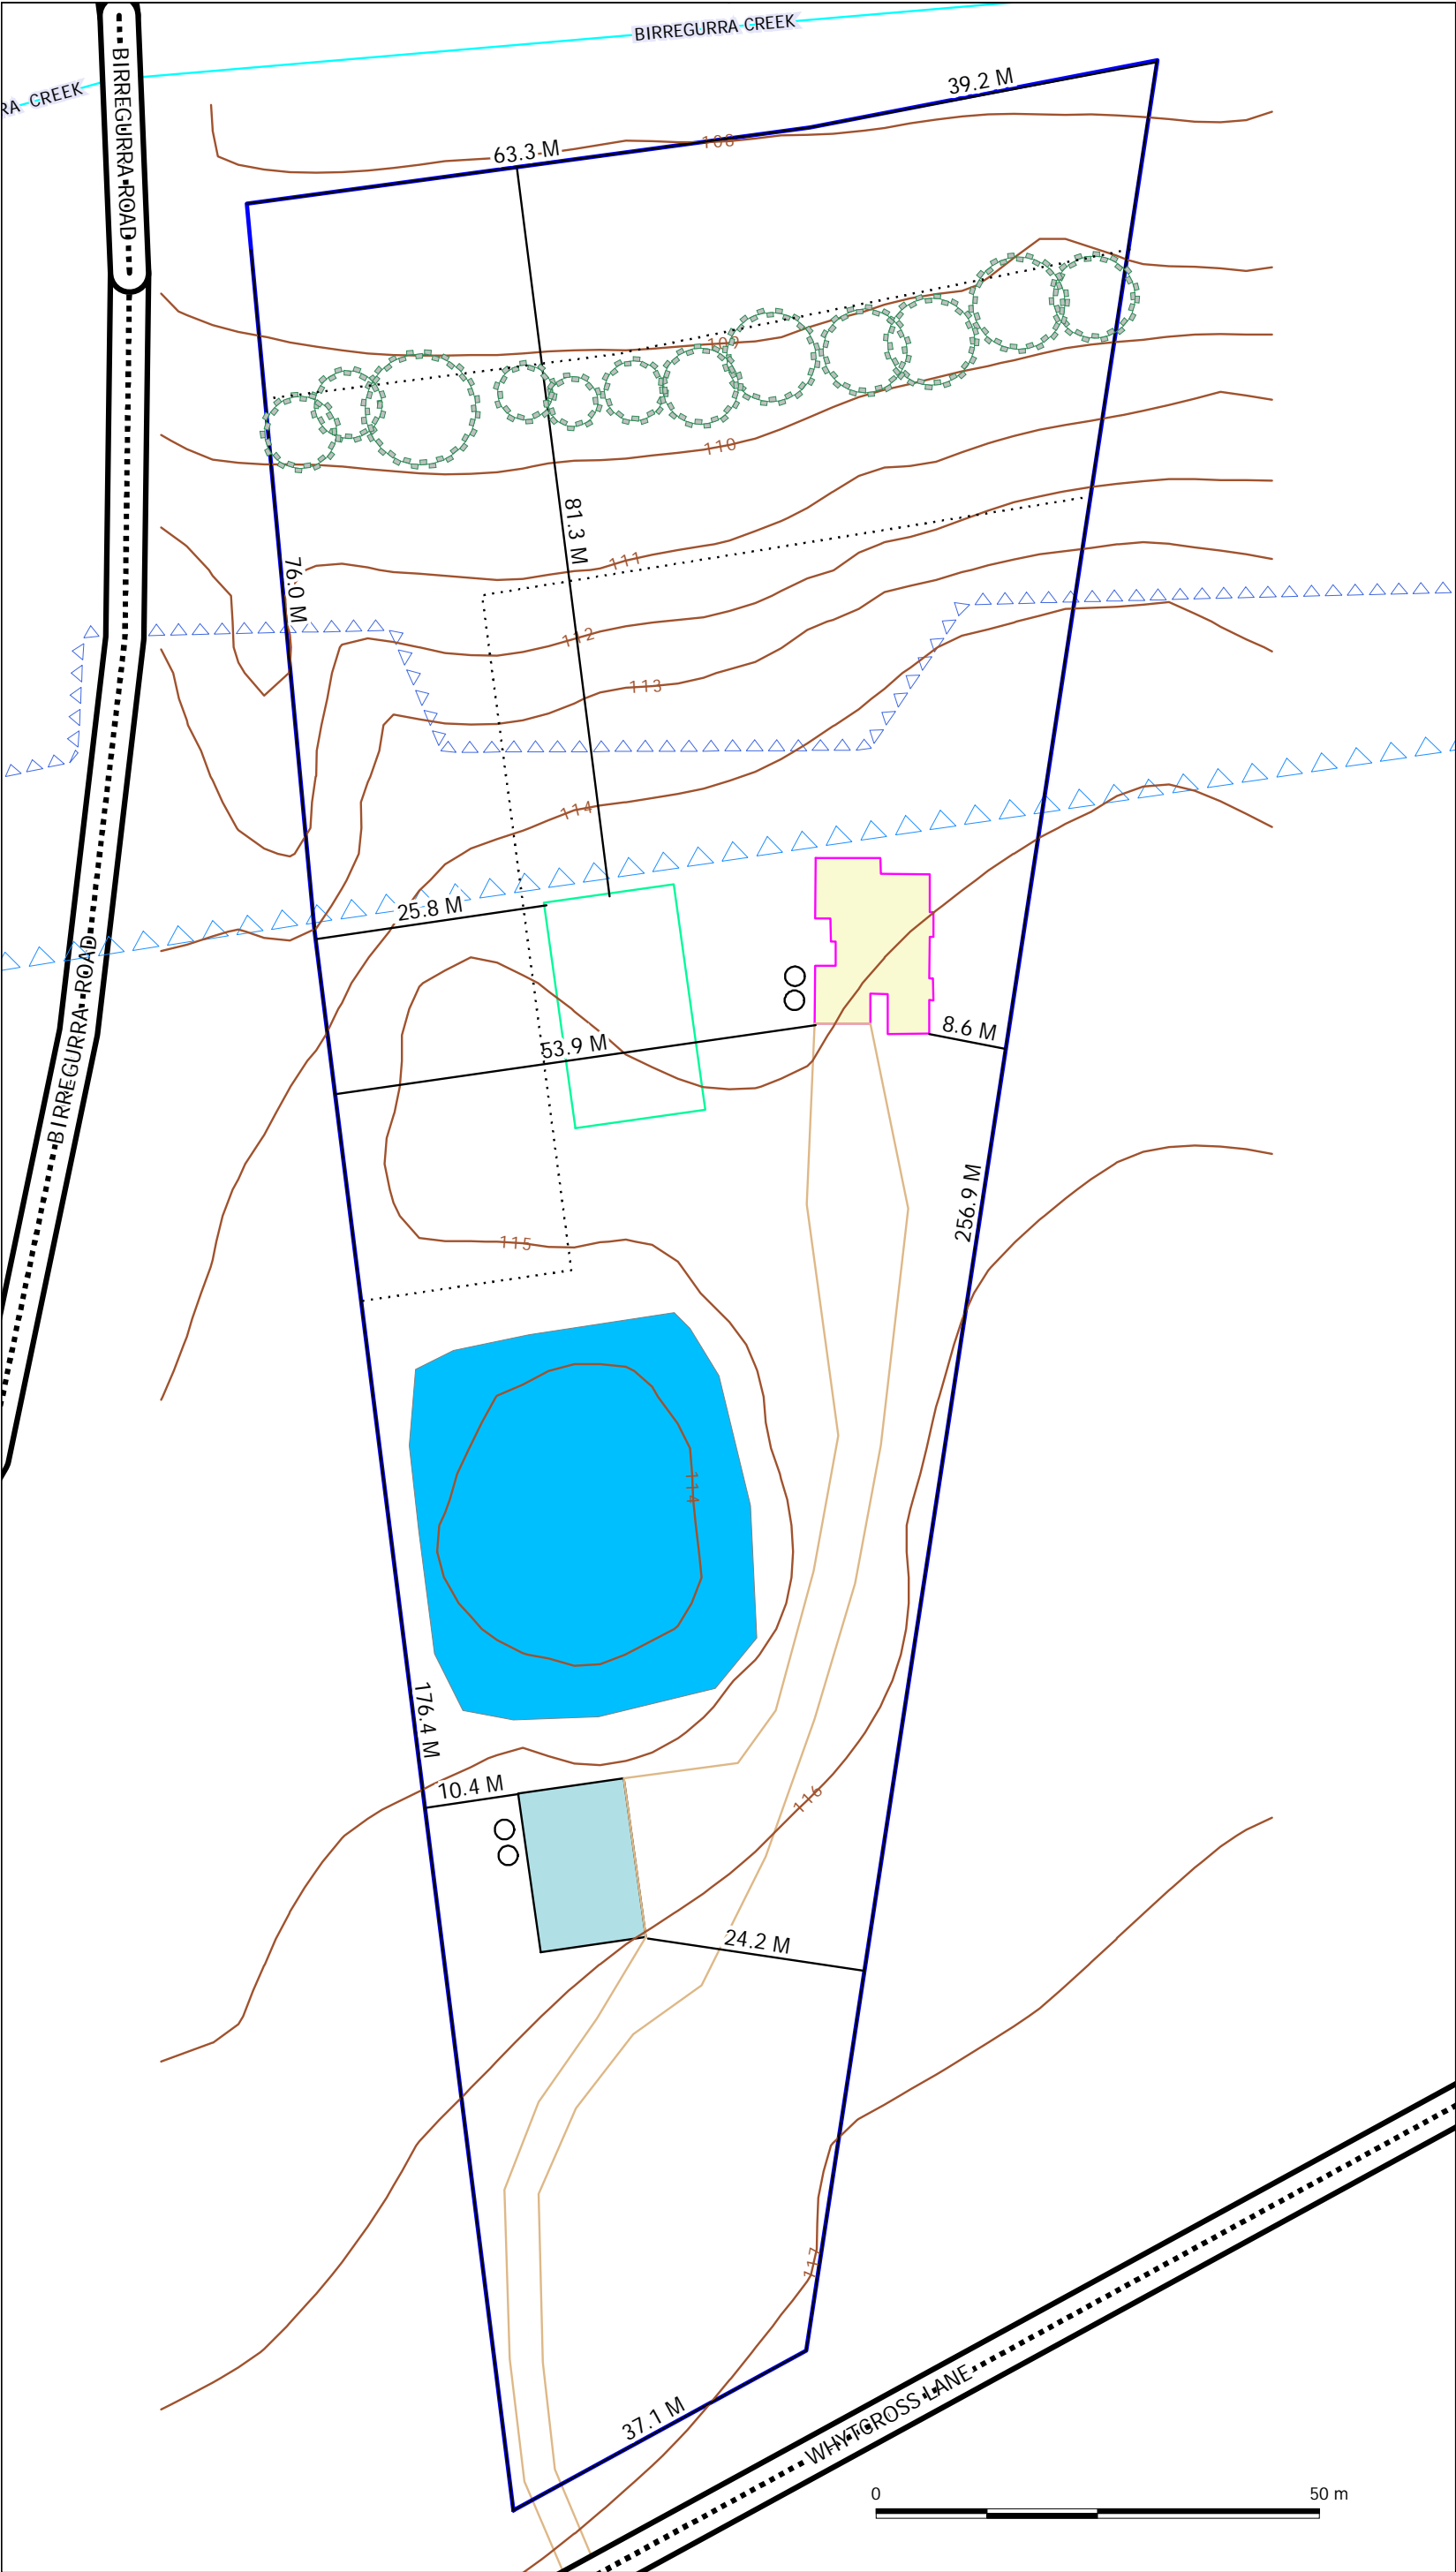 BIRREGURRA CREEK
RA CREEK
BIRREGURRA ROAD
39.2 M
63.3 M
108
109
110
81.3 M
111
76.0 M
112
113
114
25.8 M
53.9 M
8.6 M
BIRREGURRA ROAD
256.9 M
115
114
176.4 M
10.4 M
116
24.2 M
117
37.1 M
WHYTCROSS LANE
0 50 m